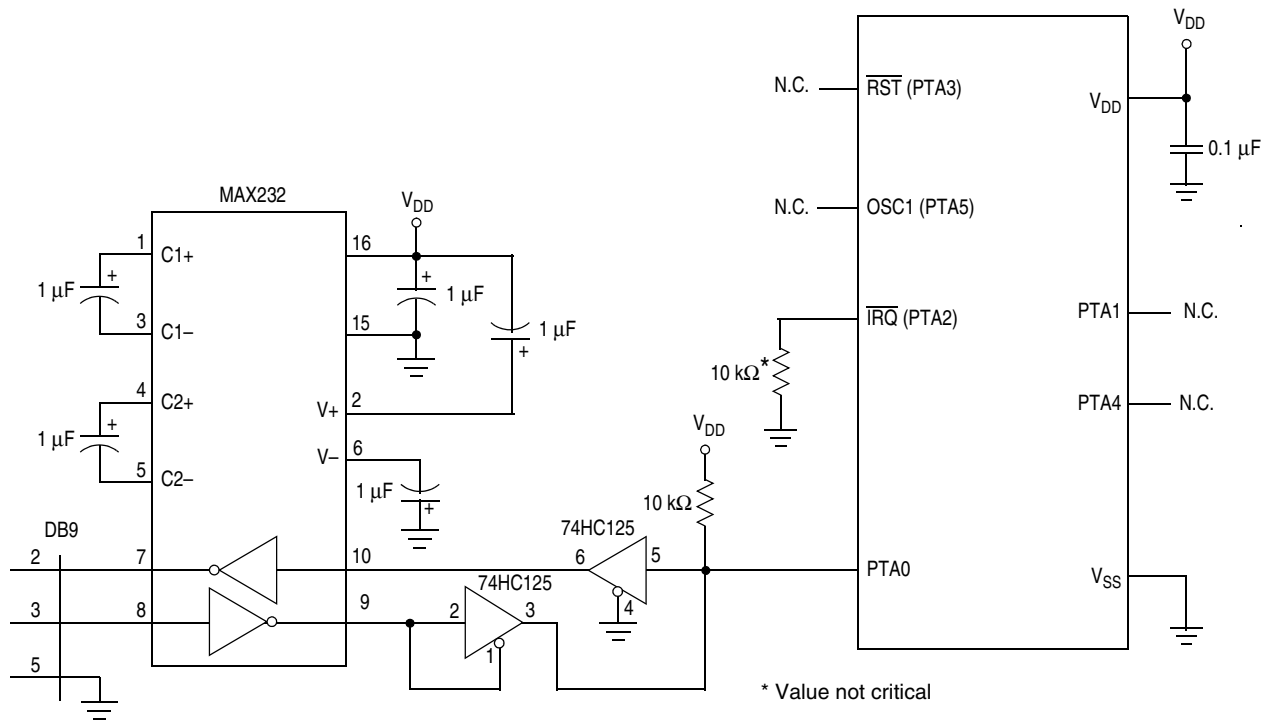 V_DD
N.C.
R̅S̅T̅ (PTA3)
V_DD
0.1 µF
MAX232
V_DD
N.C.
OSC1 (PTA5)
1
C1+
16
+
1 µF
+
1 µF
3
C1–
15
1 µF
+
I̅R̅Q̅ (PTA2)
PTA1
N.C.
10 kΩ*
4
C2+
V+
2
PTA4
N.C.
+
1 µF
V_DD
V–
6
5
C2–
1 µF
+
10 kΩ
DB9
74HC125
2
7
10
6
5
PTA0
V_SS
74HC125
4
3
8
9
2
3
1
5
* Value not critical